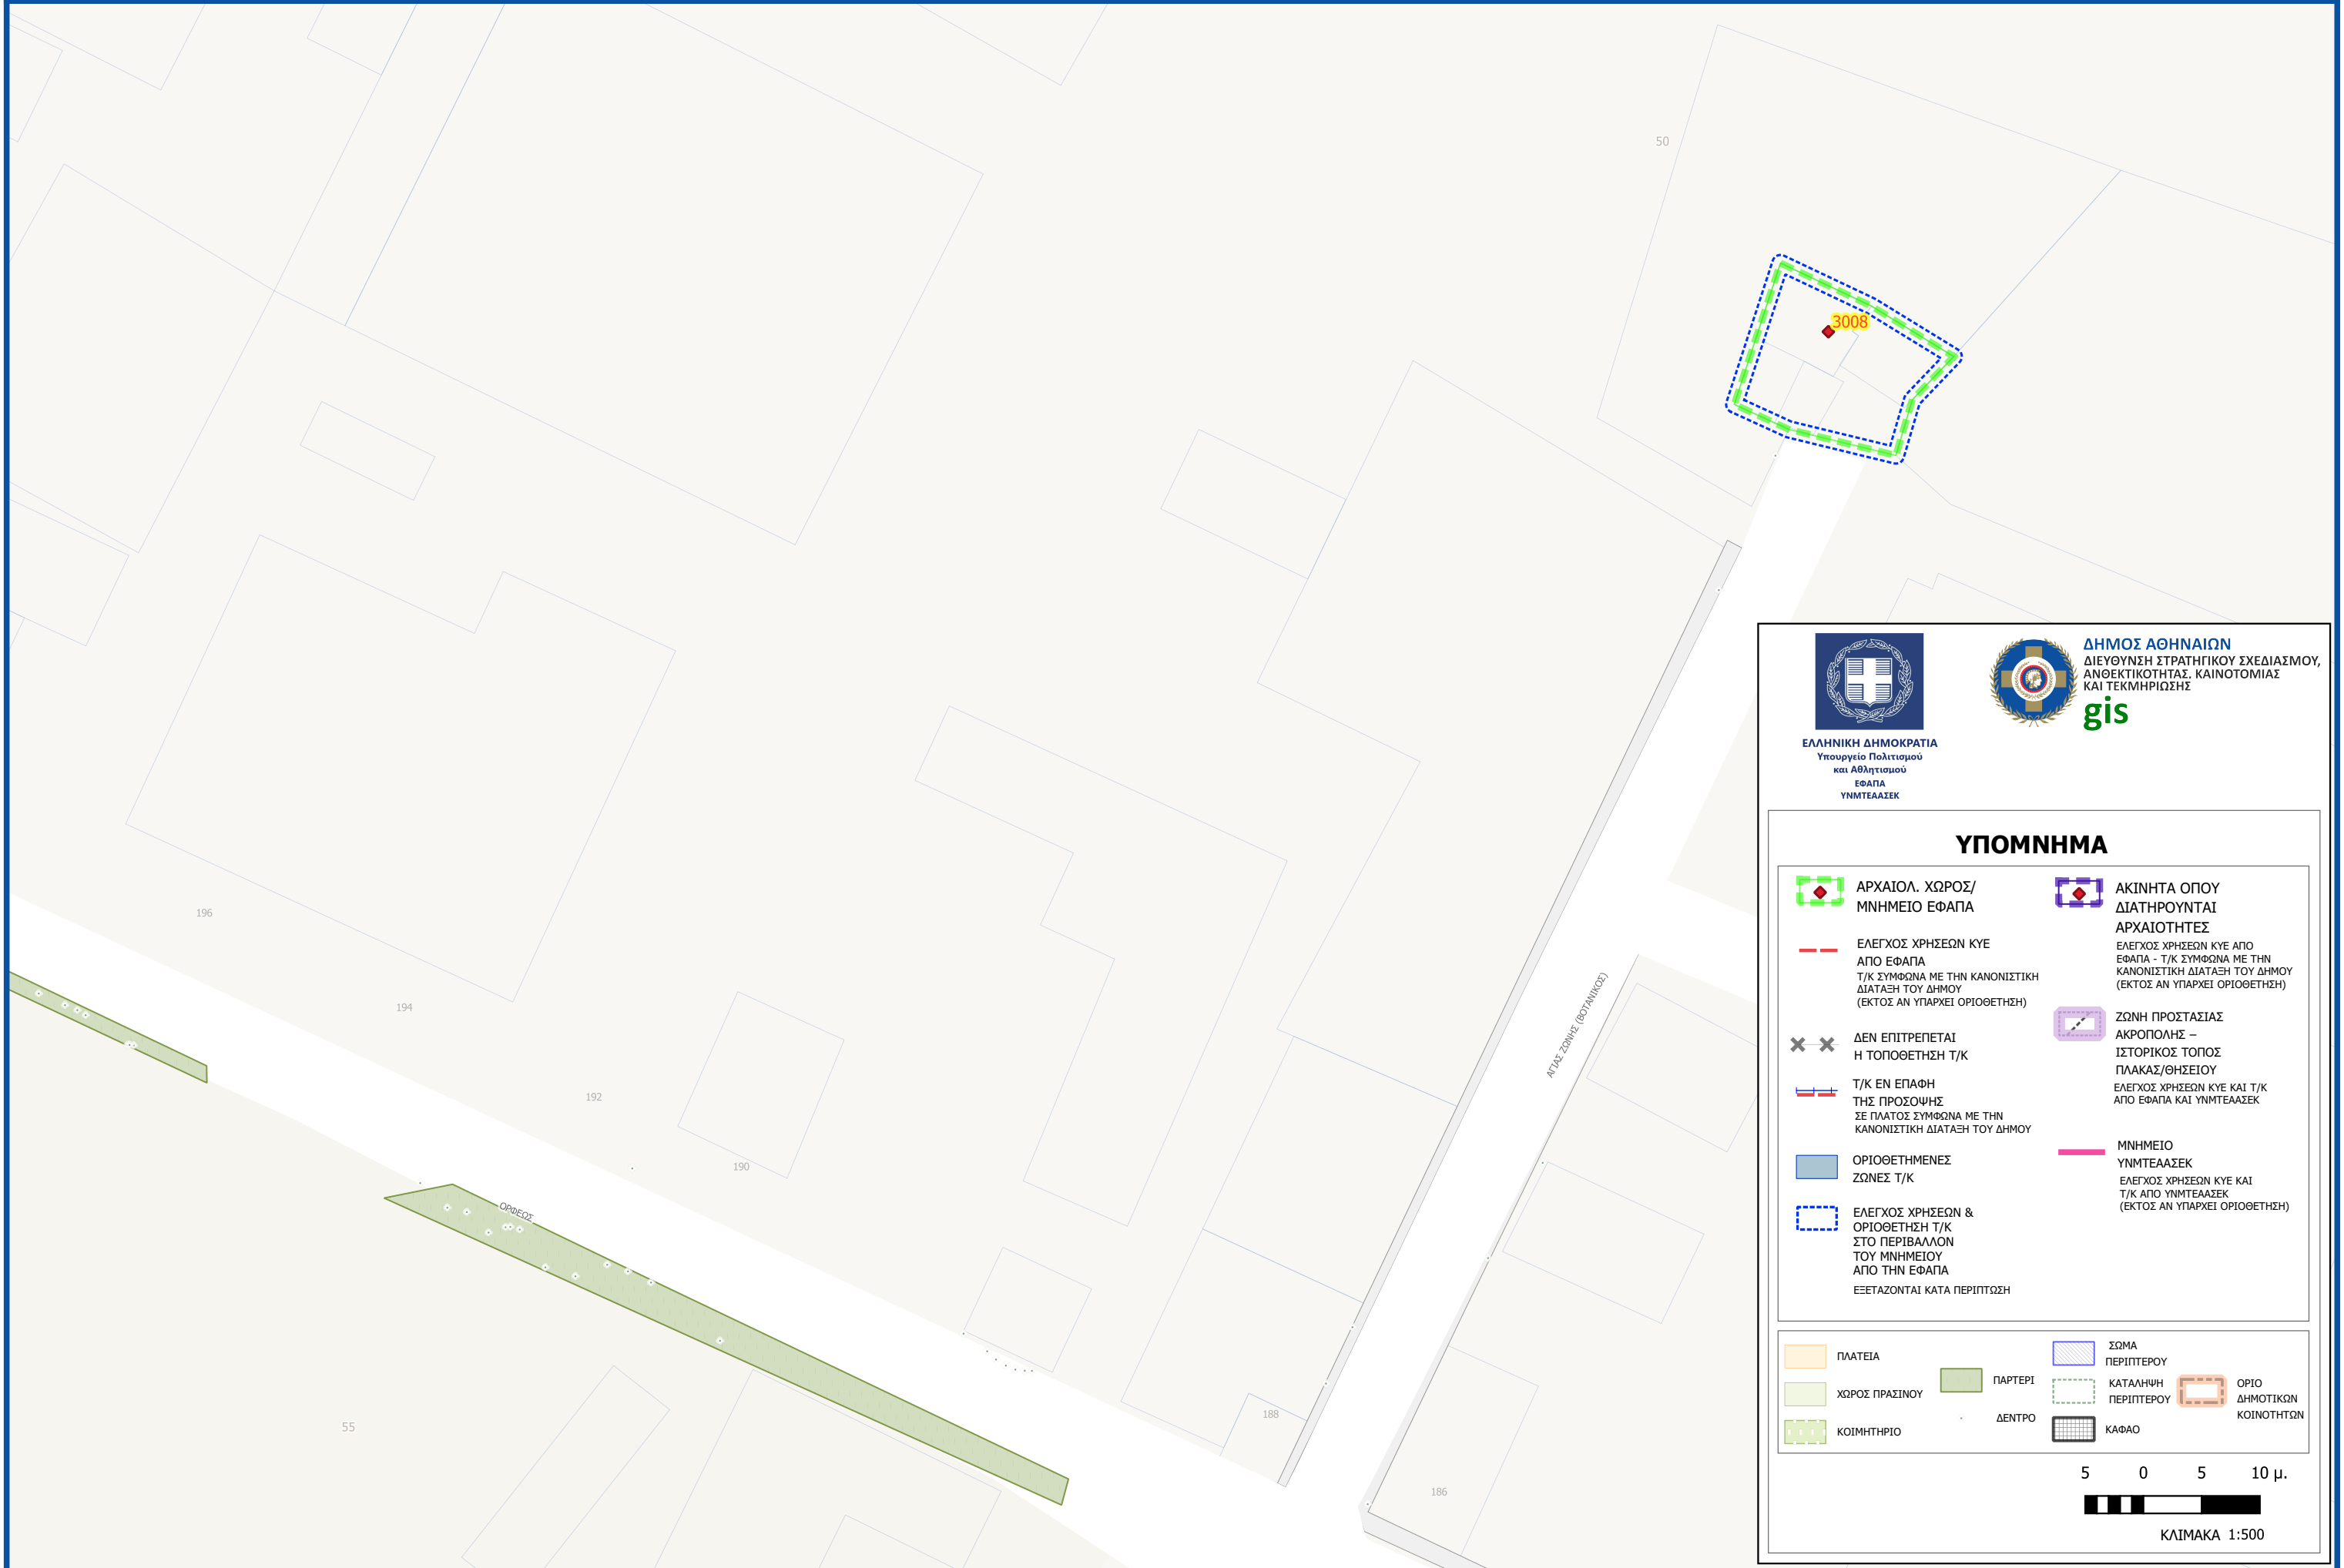 50
3008
196
194
192
190
188
186
55
ΟΡΦΕΩΣ
ΑΓΙΑΣ ΖΩΝΗΣ (ΒΟΤΑΝΙΚΟΣ)
ΕΛΛΗΝΙΚΗ ΔΗΜΟΚΡΑΤΙΑ
Υπουργείο Πολιτισμού
και Αθλητισμού
ΕΦΑΠΑ
ΥΝΜΤΕΑΑΣΕΚ
ΔΗΜΟΣ ΑΘΗΝΑΙΩΝ
ΔΙΕΥΘΥΝΣΗ ΣΤΡΑΤΗΓΙΚΟΥ ΣΧΕΔΙΑΣΜΟΥ,
ΑΝΘΕΚΤΙΚΟΤΗΤΑΣ, ΚΑΙΝΟΤΟΜΙΑΣ
ΚΑΙ ΤΕΚΜΗΡΙΩΣΗΣ
gis
ΥΠΟΜΝΗΜΑ
ΑΡΧΑΙΟΛ. ΧΩΡΟΣ/
ΜΝΗΜΕΙΟ ΕΦΑΠΑ
ΕΛΕΓΧΟΣ ΧΡΗΣΕΩΝ ΚΥΕ
ΑΠΟ ΕΦΑΠΑ
Τ/Κ ΣΥΜΦΩΝΑ ΜΕ ΤΗΝ ΚΑΝΟΝΙΣΤΙΚΗ
ΔΙΑΤΑΞΗ ΤΟΥ ΔΗΜΟΥ
(ΕΚΤΟΣ ΑΝ ΥΠΑΡΧΕΙ ΟΡΙΟΘΕΤΗΣΗ)
ΔΕΝ ΕΠΙΤΡΕΠΕΤΑΙ
Η ΤΟΠΟΘΕΤΗΣΗ Τ/Κ
Τ/Κ ΕΝ ΕΠΑΦΗ
ΤΗΣ ΠΡΟΣΟΨΗΣ
ΣΕ ΠΛΑΤΟΣ ΣΥΜΦΩΝΑ ΜΕ ΤΗΝ
ΚΑΝΟΝΙΣΤΙΚΗ ΔΙΑΤΑΞΗ ΤΟΥ ΔΗΜΟΥ
ΟΡΙΟΘΕΤΗΜΕΝΕΣ
ΖΩΝΕΣ Τ/Κ
ΕΛΕΓΧΟΣ ΧΡΗΣΕΩΝ &
ΟΡΙΟΘΕΤΗΣΗ Τ/Κ
ΣΤΟ ΠΕΡΙΒΑΛΛΟΝ
ΤΟΥ ΜΝΗΜΕΙΟΥ
ΑΠΟ ΤΗΝ ΕΦΑΠΑ
ΕΞΕΤΑΖΟΝΤΑΙ ΚΑΤΑ ΠΕΡΙΠΤΩΣΗ
ΑΚΙΝΗΤΑ ΟΠΟΥ
ΔΙΑΤΗΡΟΥΝΤΑΙ
ΑΡΧΑΙΟΤΗΤΕΣ
ΕΛΕΓΧΟΣ ΧΡΗΣΕΩΝ ΚΥΕ ΑΠΟ
ΕΦΑΠΑ - Τ/Κ ΣΥΜΦΩΝΑ ΜΕ ΤΗΝ
ΚΑΝΟΝΙΣΤΙΚΗ ΔΙΑΤΑΞΗ ΤΟΥ ΔΗΜΟΥ
(ΕΚΤΟΣ ΑΝ ΥΠΑΡΧΕΙ ΟΡΙΟΘΕΤΗΣΗ)
ΖΩΝΗ ΠΡΟΣΤΑΣΙΑΣ
ΑΚΡΟΠΟΛΗΣ –
ΙΣΤΟΡΙΚΟΣ ΤΟΠΟΣ
ΠΛΑΚΑΣ/ΘΗΣΕΙΟΥ
ΕΛΕΓΧΟΣ ΧΡΗΣΕΩΝ ΚΥΕ ΚΑΙ Τ/Κ
ΑΠΟ ΕΦΑΠΑ ΚΑΙ ΥΝΜΤΕΑΑΣΕΚ
ΜΝΗΜΕΙΟ
ΥΝΜΤΕΑΑΣΕΚ
ΕΛΕΓΧΟΣ ΧΡΗΣΕΩΝ ΚΥΕ ΚΑΙ
Τ/Κ ΑΠΟ ΥΝΜΤΕΑΑΣΕΚ
(ΕΚΤΟΣ ΑΝ ΥΠΑΡΧΕΙ ΟΡΙΟΘΕΤΗΣΗ)
ΠΛΑΤΕΙΑ
ΧΩΡΟΣ ΠΡΑΣΙΝΟΥ
ΚΟΙΜΗΤΗΡΙΟ
ΠΑΡΤΕΡΙ
ΔΕΝΤΡΟ
ΣΩΜΑ
ΠΕΡΙΠΤΕΡΟΥ
ΚΑΤΑΛΗΨΗ
ΠΕΡΙΠΤΕΡΟΥ
ΚΑΦΑΟ
ΟΡΙΟ
ΔΗΜΟΤΙΚΩΝ
ΚΟΙΝΟΤΗΤΩΝ
5 0 5 10 μ.
ΚΛΙΜΑΚΑ 1:500